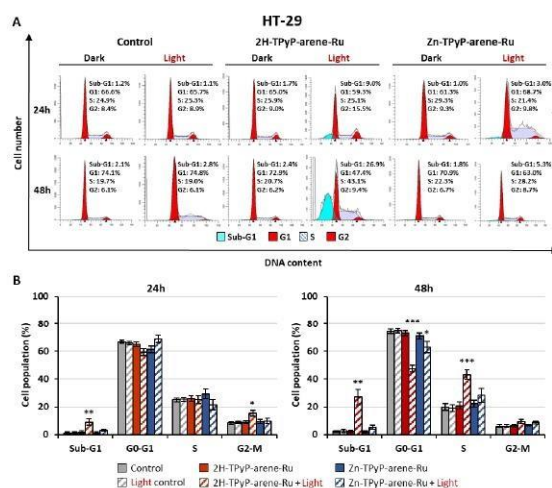 HT-29
A
Control
2H-TPyP-arene-Ru
Zn-TPyP-arene-Ru
Dark
Light
Dark
Light
Dark
Light
Cell number
24h
Sub-G1: 1.2%
G1: 66.6%
S: 24.9%
G2: 8.4%
Sub-G1: 1.1%
G1: 65.7%
S: 25.3%
G2: 8.9%
Sub-G1: 1.7%
G1: 65.0%
S: 25.9%
G2: 9.0%
Sub-G1: 9.0%
G1: 59.3%
S: 25.1%
G2: 15.5%
Sub-G1: 1.0%
G1: 61.3%
S: 29.3%
G2: 9.3%
Sub-G1: 3.6%
G1: 68.7%
S: 21.4%
G2: 9.8%
48h
Sub-G1: 2.1%
G1: 74.1%
S: 19.7%
G2: 6.1%
Sub-G1: 2.8%
G1: 74.8%
S: 19.0%
G2: 6.1%
Sub-G1: 2.4%
G1: 72.9%
S: 20.7%
G2: 6.2%
Sub-G1: 26.9%
G1: 47.4%
S: 43.1%
G2: 9.4%
Sub-G1: 1.8%
G1: 70.9%
S: 22.3%
G2: 6.7%
Sub-G1: 5.3%
G1: 63.0%
S: 28.2%
G2: 8.7%
Sub-G1
G1
S
G2
DNA content
B
24h
48h
Cell population (%)
100
80
60
40
20
0
**
*
Sub-G1
G0-G1
S
G2-M
Cell population (%)
100
80
60
40
20
0
**
***
*
***
Sub-G1
G0-G1
S
G2-M
Control
2H-TPyP-arene-Ru
Zn-TPyP-arene-Ru
Light control
2H-TPyP-arene-Ru + Light
Zn-TPyP-arene-Ru + Light